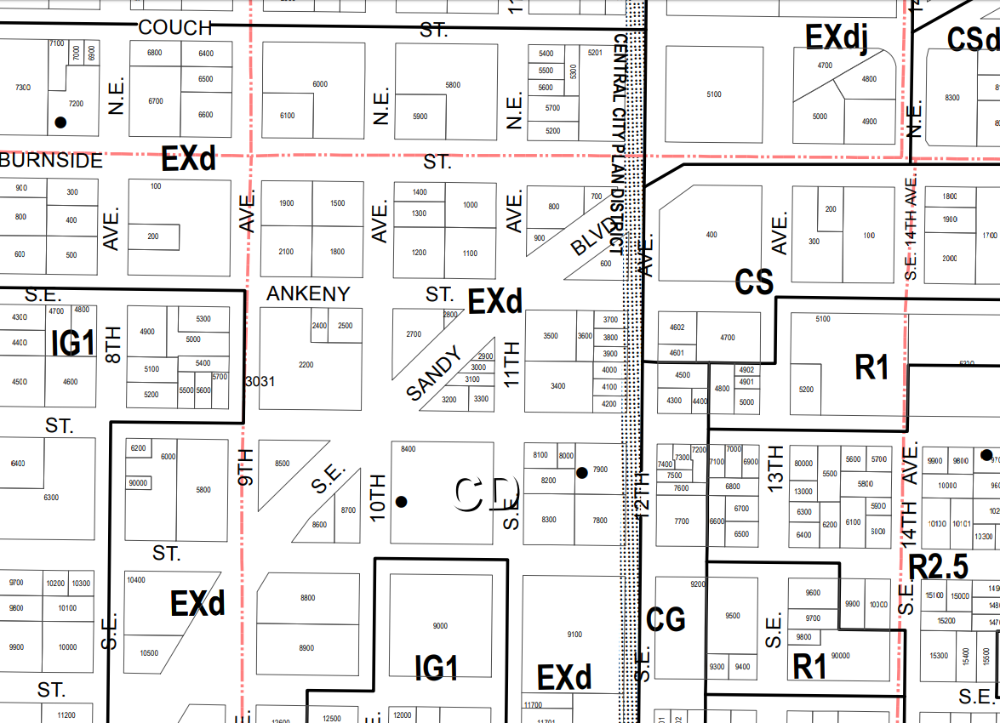 COUCH ST.
7100 7000 6900
7300
7200
N.E.
6800 6400
6500
6700
6600
6000
6100
N.E.
5800
5900
N.E.
5400
5500
5600
5300
5201
5700
5200
CENTRAL CITY PLAN DISTRICT
5100
EXdj
4700
4800
5000
4900
N.E.
CSd
8300
BURNSIDE ST.
EXd
900 300
800 400
600 500
AVE.
100
200
AVE.
1900 1500
2100 1800
AVE.
1400
1300
1000
1200 1100
AVE.
800
700
900
BLVD
600
AVE.
400
CS
AVE.
200
300
100
S.E. 14TH AVE.
1800
1900
2000
1700
S.E. ANKENY ST.
EXd
4300
4400
4700 4800
IG1
4500 4600
8TH
4900
5300
5000
5100
5400
5200
5500 5600 5700
3031
2400 2500
2200
2700
2800
SANDY
2900
3000
3100
3200 3300
11TH
3500 3600
3700
3800
3900
3400
4000
4100
4200
4602
4601
4700
4500
4300 4400
4800
4902
4901
5000
5100
5200
R1
5300
ST.
6400
6300
6200
6000
90000
5800
9TH
8500
S.E.
8600 8700
10TH
8400
CD
S.E.
8100 8000
8200
7900
8300 7800
12TH
7200
7300
7400
7500
7600
7700
7100 7000 6900
6800
6600
6700
6500
13TH
80000
13000
5500
5600 5700
5800
6300
6400
6200 6100
5900
6000
14TH AVE.
9900 9800
10000
10100 10101
10300
ST.
R2.5
9700 10200 10300
9800 10100
9900 10000
S.E.
10400
EXd
10500
8800
8900
9000
IG1
9100
EXd
CG
S.E.
9200
9500
9300 9400
S.E.
9600
9700
9800
9900 10000
R1
90000
S.E.
15100 15000
15200
15300 15400 15500
ST.
S.E.
11200
12500
12000
11700